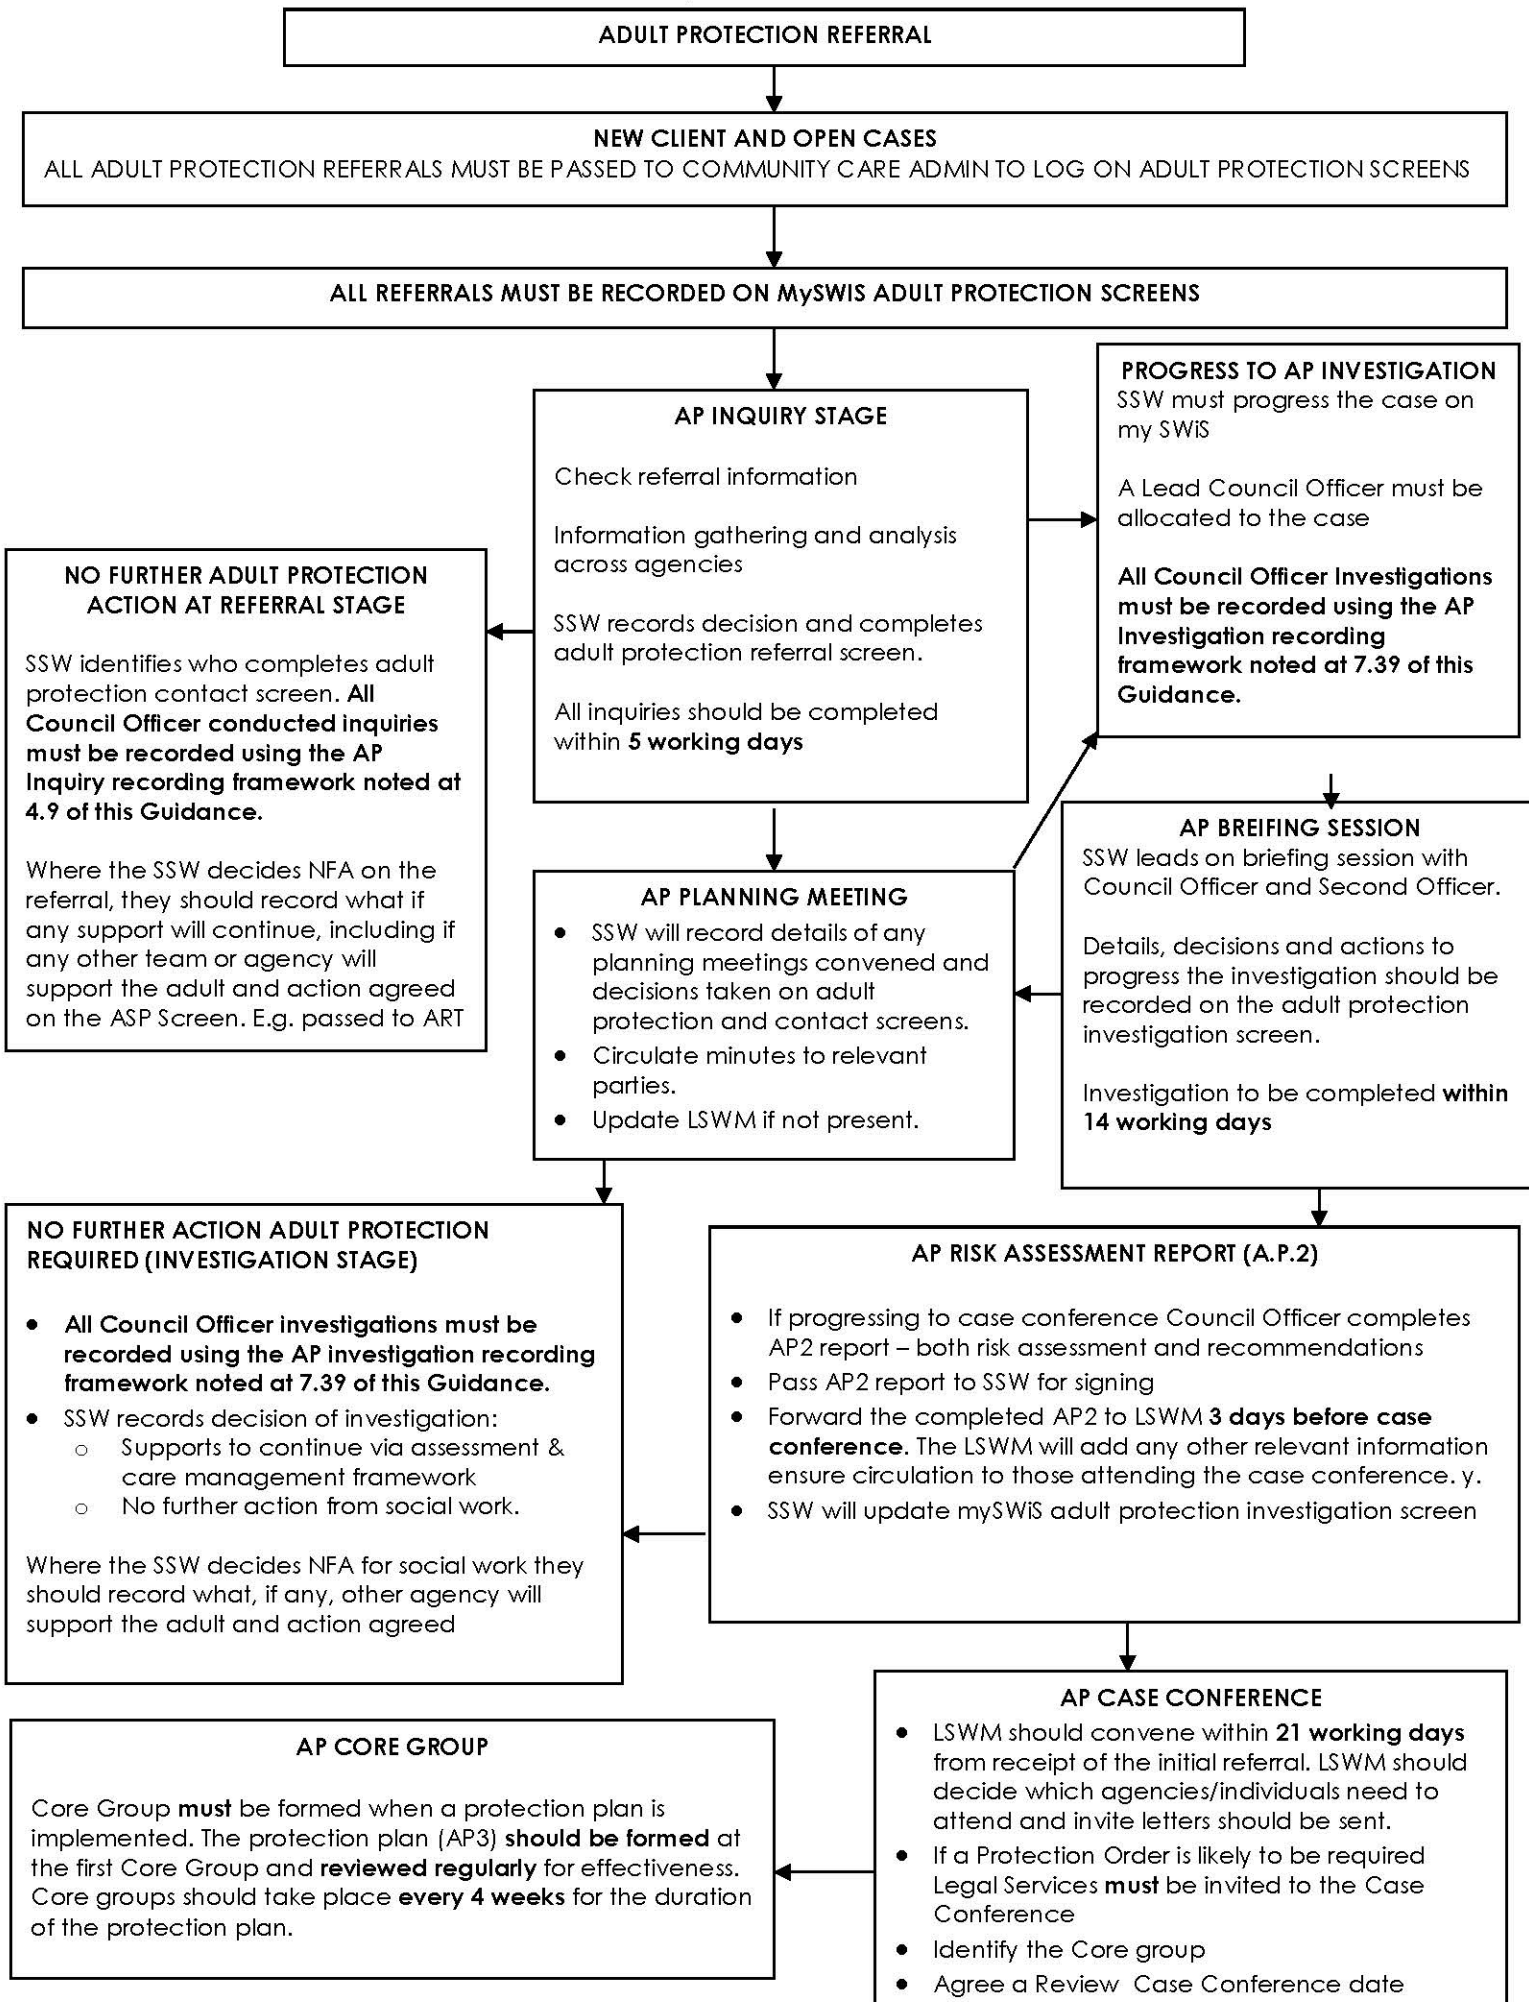 ADULT PROTECTION REFERRAL
NEW CLIENT AND OPEN CASES
ALL ADULT PROTECTION REFERRALS MUST BE PASSED TO COMMUNITY CARE ADMIN TO LOG ON ADULT PROTECTION SCREENS
ALL REFERRALS MUST BE RECORDED ON MySWIS ADULT PROTECTION SCREENS
AP INQUIRY STAGE
Check referral information
Information gathering and analysis
across agencies
SSW records decision and completes
adult protection referral screen.
All inquiries should be completed
within 5 working days
PROGRESS TO AP INVESTIGATION
SSW must progress the case on
my SWiS
A Lead Council Officer must be
allocated to the case
All Council Officer Investigations
must be recorded using the AP
Investigation recording
framework noted at 7.39 of this
Guidance.
NO FURTHER ADULT PROTECTION
ACTION AT REFERRAL STAGE
SSW identifies who completes adult
protection contact screen. All
Council Officer conducted inquiries
must be recorded using the AP
Inquiry recording framework noted at
4.9 of this Guidance.
Where the SSW decides NFA on the
referral, they should record what if
any support will continue, including if
any other team or agency will
support the adult and action agreed
on the ASP Screen. E.g. passed to ART
AP PLANNING MEETING
• SSW will record details of any
planning meetings convened and
decisions taken on adult
protection and contact screens.
• Circulate minutes to relevant
parties.
• Update LSWM if not present.
AP BREIFING SESSION
SSW leads on briefing session with
Council Officer and Second Officer.
Details, decisions and actions to
progress the investigation should be
recorded on the adult protection
investigation screen.
Investigation to be completed within
14 working days
NO FURTHER ACTION ADULT PROTECTION
REQUIRED (INVESTIGATION STAGE)
• All Council Officer investigations must be
recorded using the AP investigation recording
framework noted at 7.39 of this Guidance.
• SSW records decision of investigation:
o Supports to continue via assessment &
care management framework
o No further action from social work.
Where the SSW decides NFA for social work they
should record what, if any, other agency will
support the adult and action agreed
AP RISK ASSESSMENT REPORT (A.P.2)
• If progressing to case conference Council Officer completes
AP2 report – both risk assessment and recommendations
• Pass AP2 report to SSW for signing
• Forward the completed AP2 to LSWM 3 days before case
conference. The LSWM will add any other relevant information
ensure circulation to those attending the case conference. y.
• SSW will update mySWiS adult protection investigation screen
AP CASE CONFERENCE
• LSWM should convene within 21 working days
from receipt of the initial referral. LSWM should
decide which agencies/individuals need to
attend and invite letters should be sent.
• If a Protection Order is likely to be required
Legal Services must be invited to the Case
Conference
• Identify the Core group
• Agree a Review Case Conference date
AP CORE GROUP
Core Group must be formed when a protection plan is
implemented. The protection plan (AP3) should be formed at
the first Core Group and reviewed regularly for effectiveness.
Core groups should take place every 4 weeks for the duration
of the protection plan.